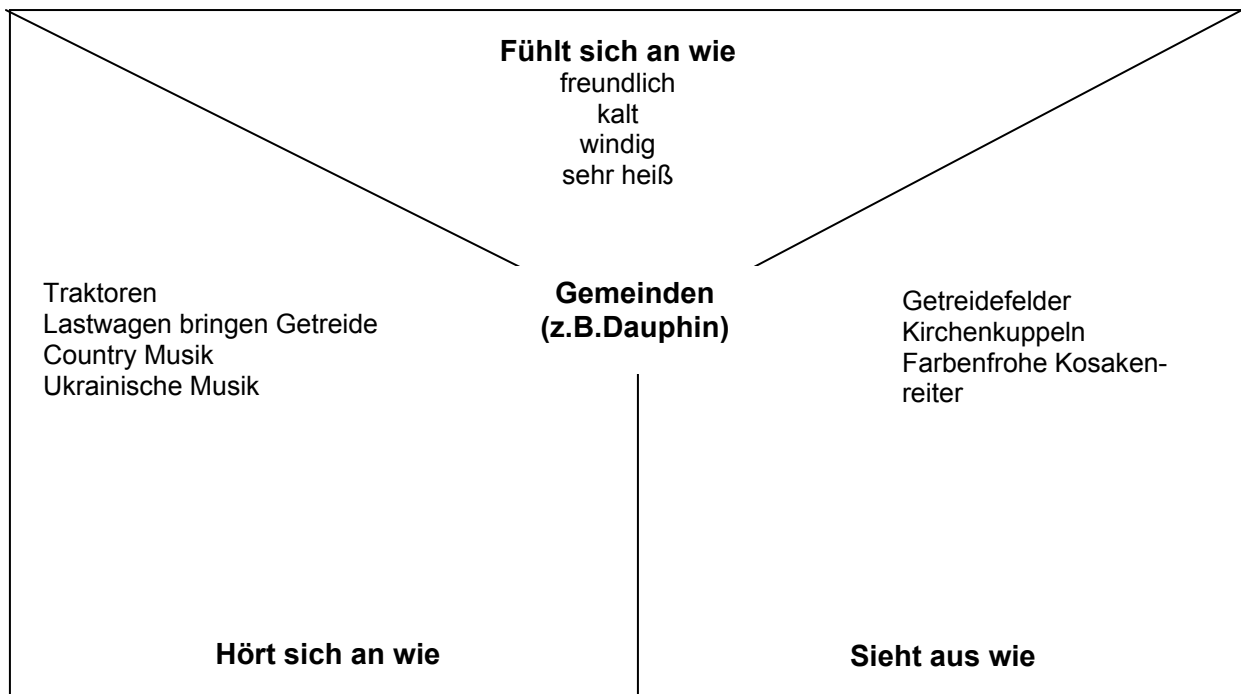 Fühlt sich an wie
freundlich
kalt
windig
sehr heiß
Traktoren
Lastwagen bringen Getreide
Country Musik
Ukrainische Musik
Gemeinden
(z.B.Dauphin)
Getreidefelder
Kirchenkuppeln
Farbenfrohe Kosaken-
reiter
Hört sich an wie
Sieht aus wie